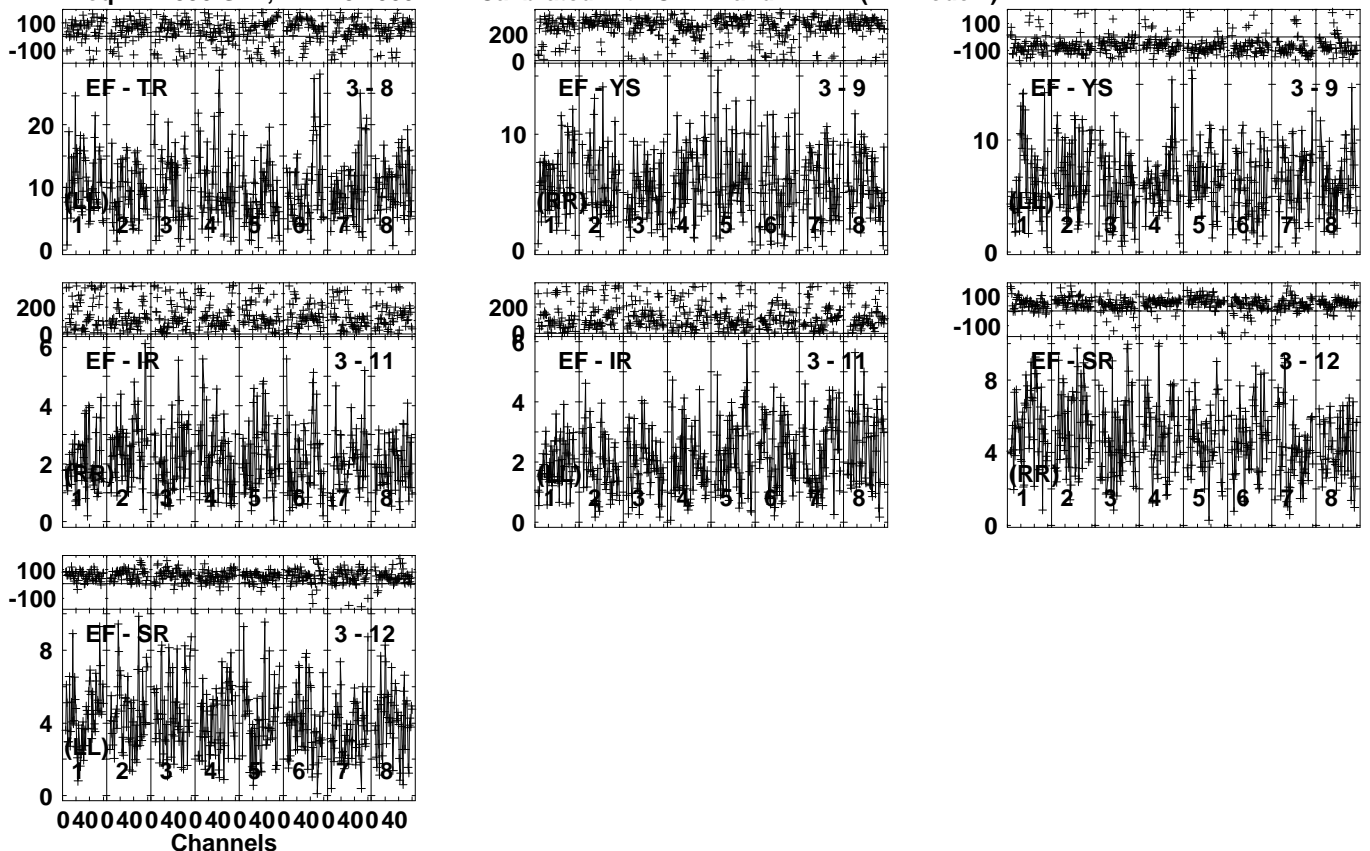 100
-100
EF - TR 3 - 8
20
10
(LL)
1 2 3 4 5 6 7 8
0
200
0
EF - YS 3 - 9
10
(RR)
1 2 3 4 5 6 7 8
0
100
-100
EF - YS 3 - 9
10
(LL)
1 2 3 4 5 6 7 8
0
200
0
6
EF - IR 3 - 11
4
2
(RR)
1 2 3 4 5 6 7 8
0
200
0
6
EF - IR 3 - 11
4
2
(LL)
1 2 3 4 5 6 7 8
0
100
-100
EF - SR 3 - 12
8
4
(RR)
1 2 3 4 5 6 7 8
0
100
-100
EF - SR 3 - 12
8
4
(LL)
1 2 3 4 5 6 7 8
0
0 40 0 40 0 40 0 40 0 40 0 40 0 40 0 40
Channels